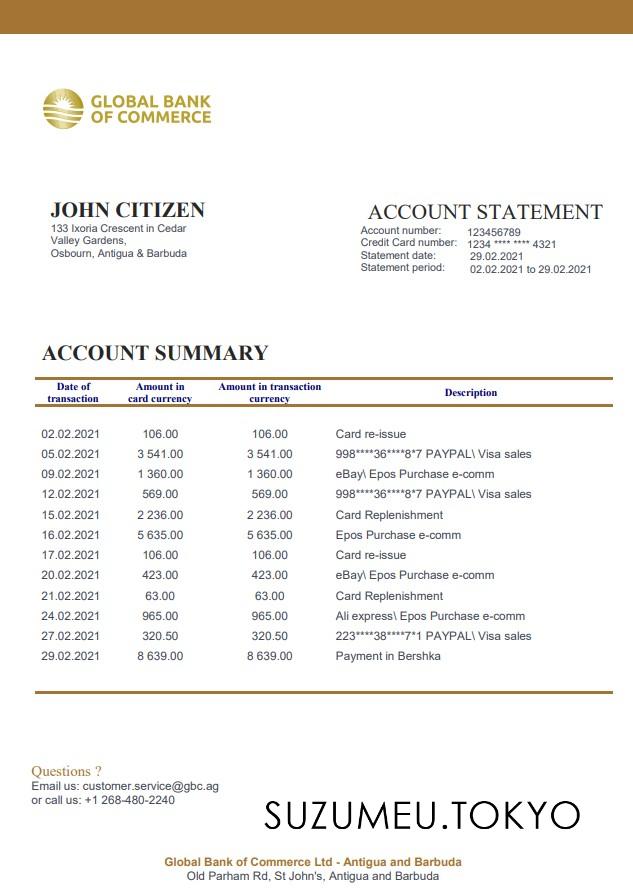 GLOBAL BANK
OF COMMERCE
JOHN CITIZEN
133 Ixoria Crescent in Cedar
Valley Gardens,
Osbourn, Antigua & Barbuda
ACCOUNT STATEMENT
Account number: 123456789
Credit Card number: 1234 **** **** 4321
Statement date: 29.02.2021
Statement period: 02.02.2021 to 29.02.2021
ACCOUNT SUMMARY
Date of transaction Amount in card currency Amount in transaction currency Description
02.02.2021 106.00 106.00 Card re-issue
05.02.2021 3 541.00 3 541.00 998****36****8*7 PAYPAL\ Visa sales
09.02.2021 1 360.00 1 360.00 eBay\ Epos Purchase e-comm
12.02.2021 569.00 569.00 998****36****8*7 PAYPAL\ Visa sales
15.02.2021 2 236.00 2 236.00 Card Replenishment
16.02.2021 5 635.00 5 635.00 Epos Purchase e-comm
17.02.2021 106.00 106.00 Card re-issue
20.02.2021 423.00 423.00 eBay\ Epos Purchase e-comm
21.02.2021 63.00 63.00 Card Replenishment
24.02.2021 965.00 965.00 Ali express\ Epos Purchase e-comm
27.02.2021 320.50 320.50 223****38****7*1 PAYPAL\ Visa sales
29.02.2021 8 639.00 8 639.00 Payment in Bershka
Questions ?
Email us: customer.service@gbc.ag
or call us: +1 268-480-2240
SUZUMEU.TOKYO
Global Bank of Commerce Ltd - Antigua and Barbuda
Old Parham Rd, St John's, Antigua and Barbuda